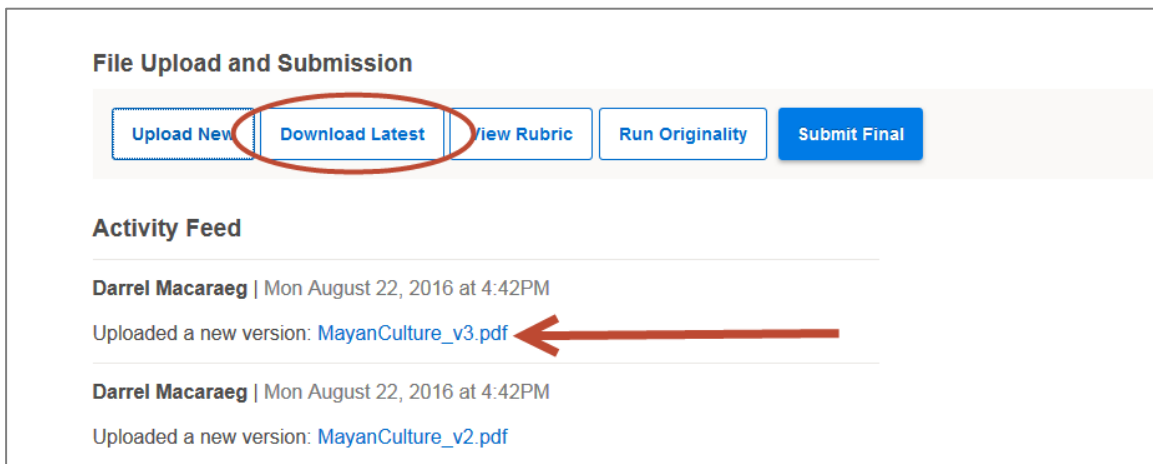 File Upload and Submission
Upload New Download Latest View Rubric Run Originality Submit Final
Activity Feed
Darrel Macaraeg | Mon August 22, 2016 at 4:42PM
Uploaded a new version: MayanCulture_v3.pdf
Darrel Macaraeg | Mon August 22, 2016 at 4:42PM
Uploaded a new version: MayanCulture_v2.pdf